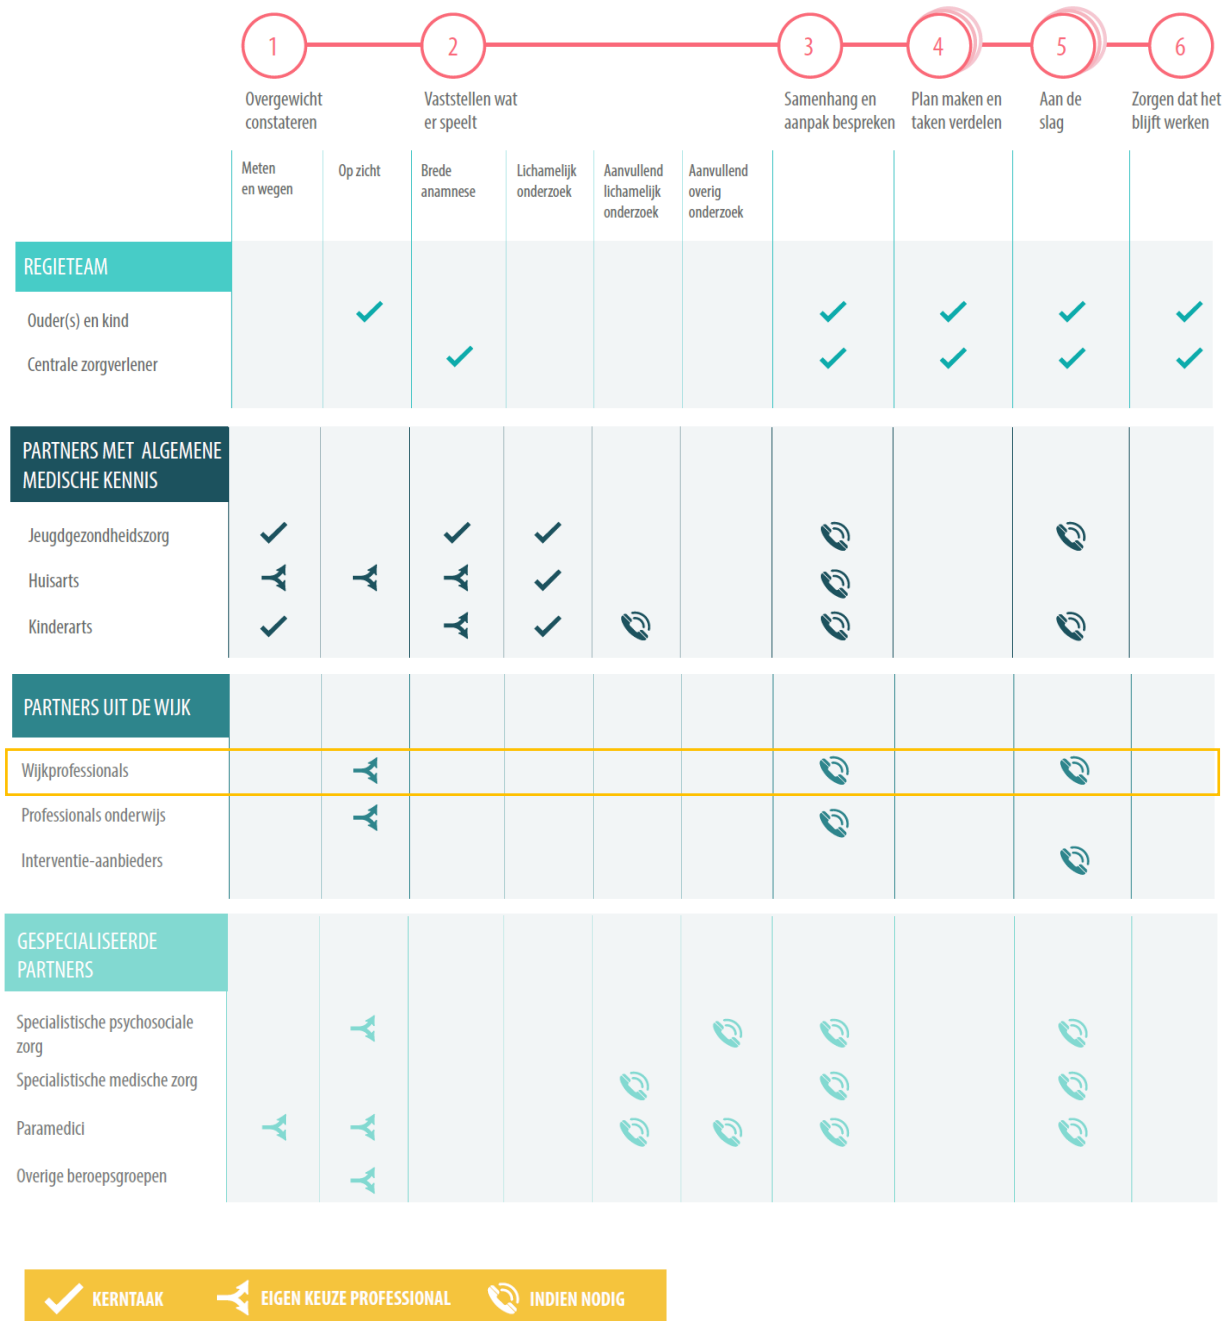 1 2 3 4 5 6
Overgewicht
constateren
Vaststellen wat
er speelt
Samenhang en
aanpak bespreken
Plan maken en
taken verdelen
Aan de
slag
Zorgen dat het
blijft werken
Meten
en wegen
Op zicht
Brede
anamnese
Lichamelijk
onderzoek
Aanvullend
lichamelijk
onderzoek
Aanvullend
overig
onderzoek
REGIETEAM
Ouder(s) en kind
Centrale zorgverlener
PARTNERS MET ALGEMENE
MEDISCHE KENNIS
Jeugdgezondheidszorg
Huisarts
Kinderarts
PARTNERS UIT DE WIJK
Wijkprofessionals
Professionals onderwijs
Interventie-aanbieders
GESPECIALISEERDE
PARTNERS
Specialistische psychosociale
zorg
Specialistische medische zorg
Paramedici
Overige beroepsgroepen
KERNTAAK EIGEN KEUZE PROFESSIONAL INDIEN NODIG